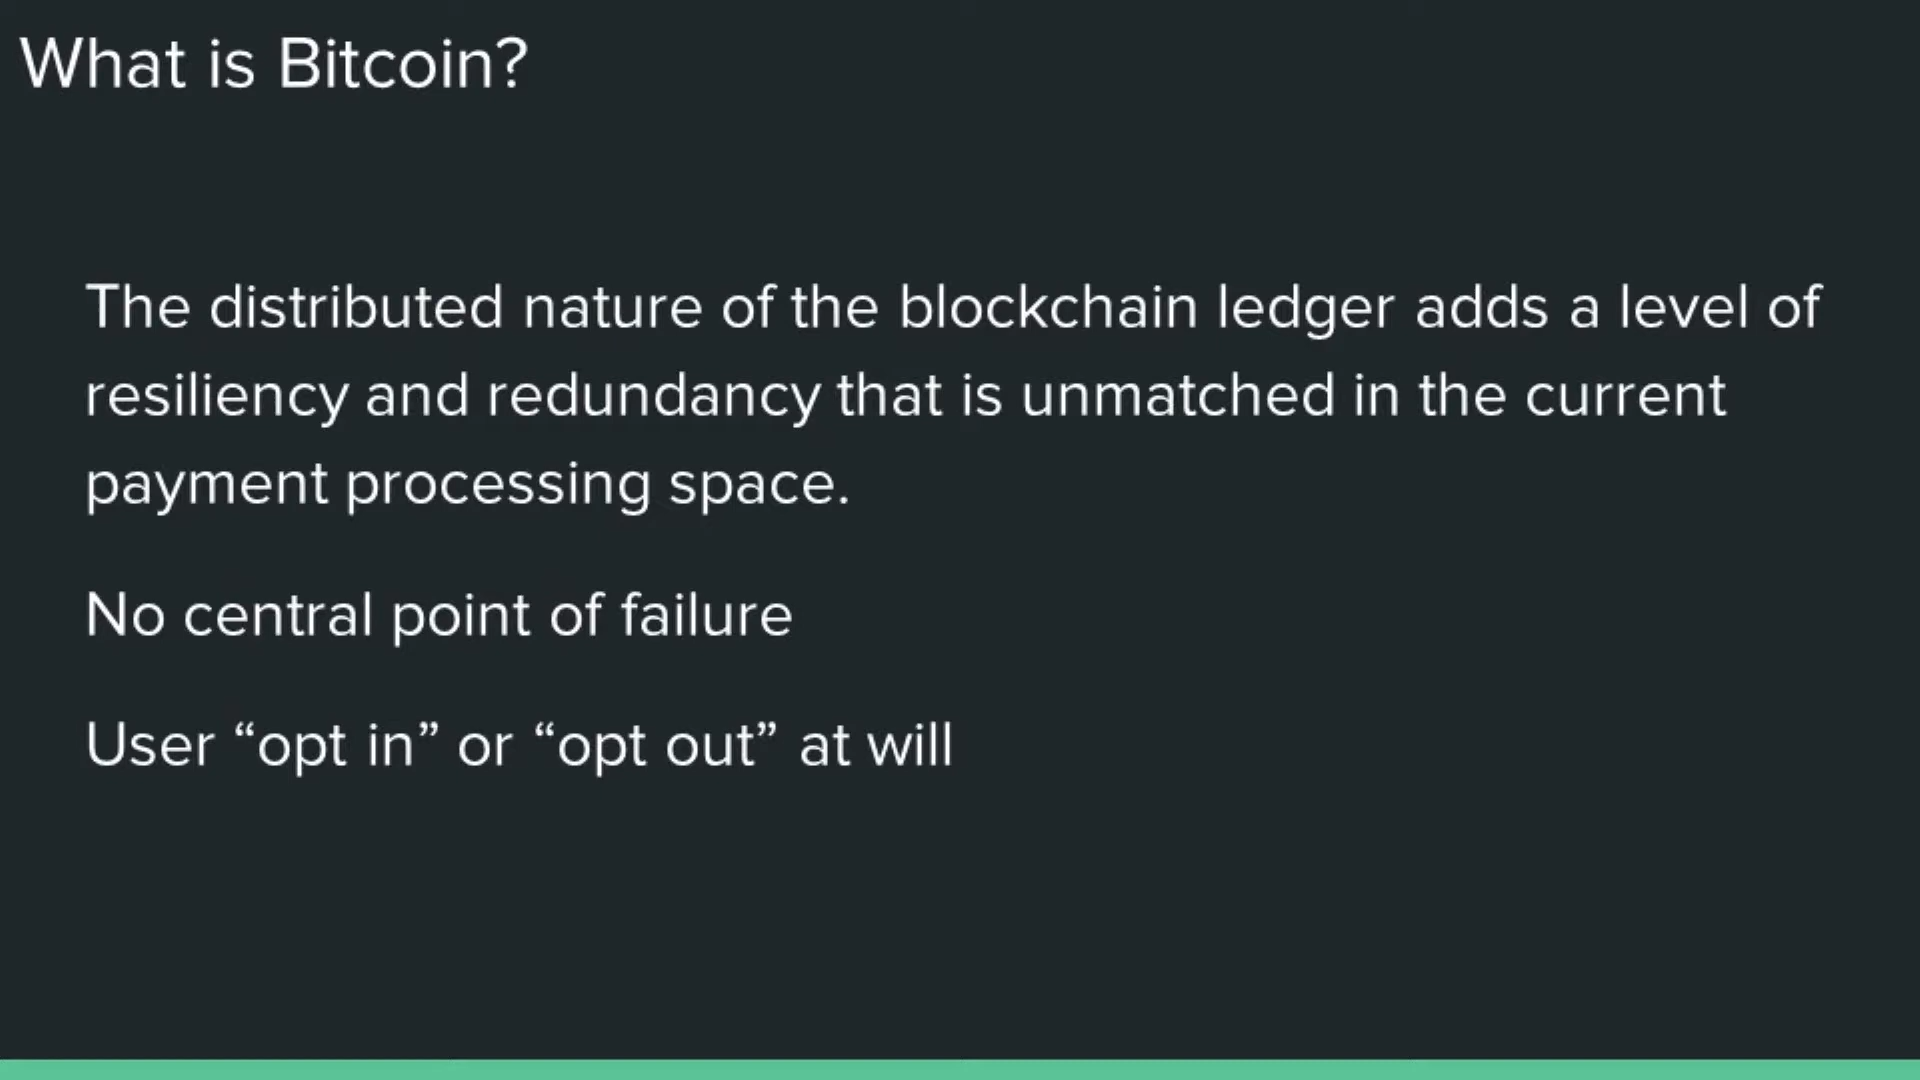 What is Bitcoin?
The distributed nature of the blockchain ledger adds a level of
resiliency and redundancy that is unmatched in the current
payment processing space.
No central point of failure
User “opt in” or “opt out” at will